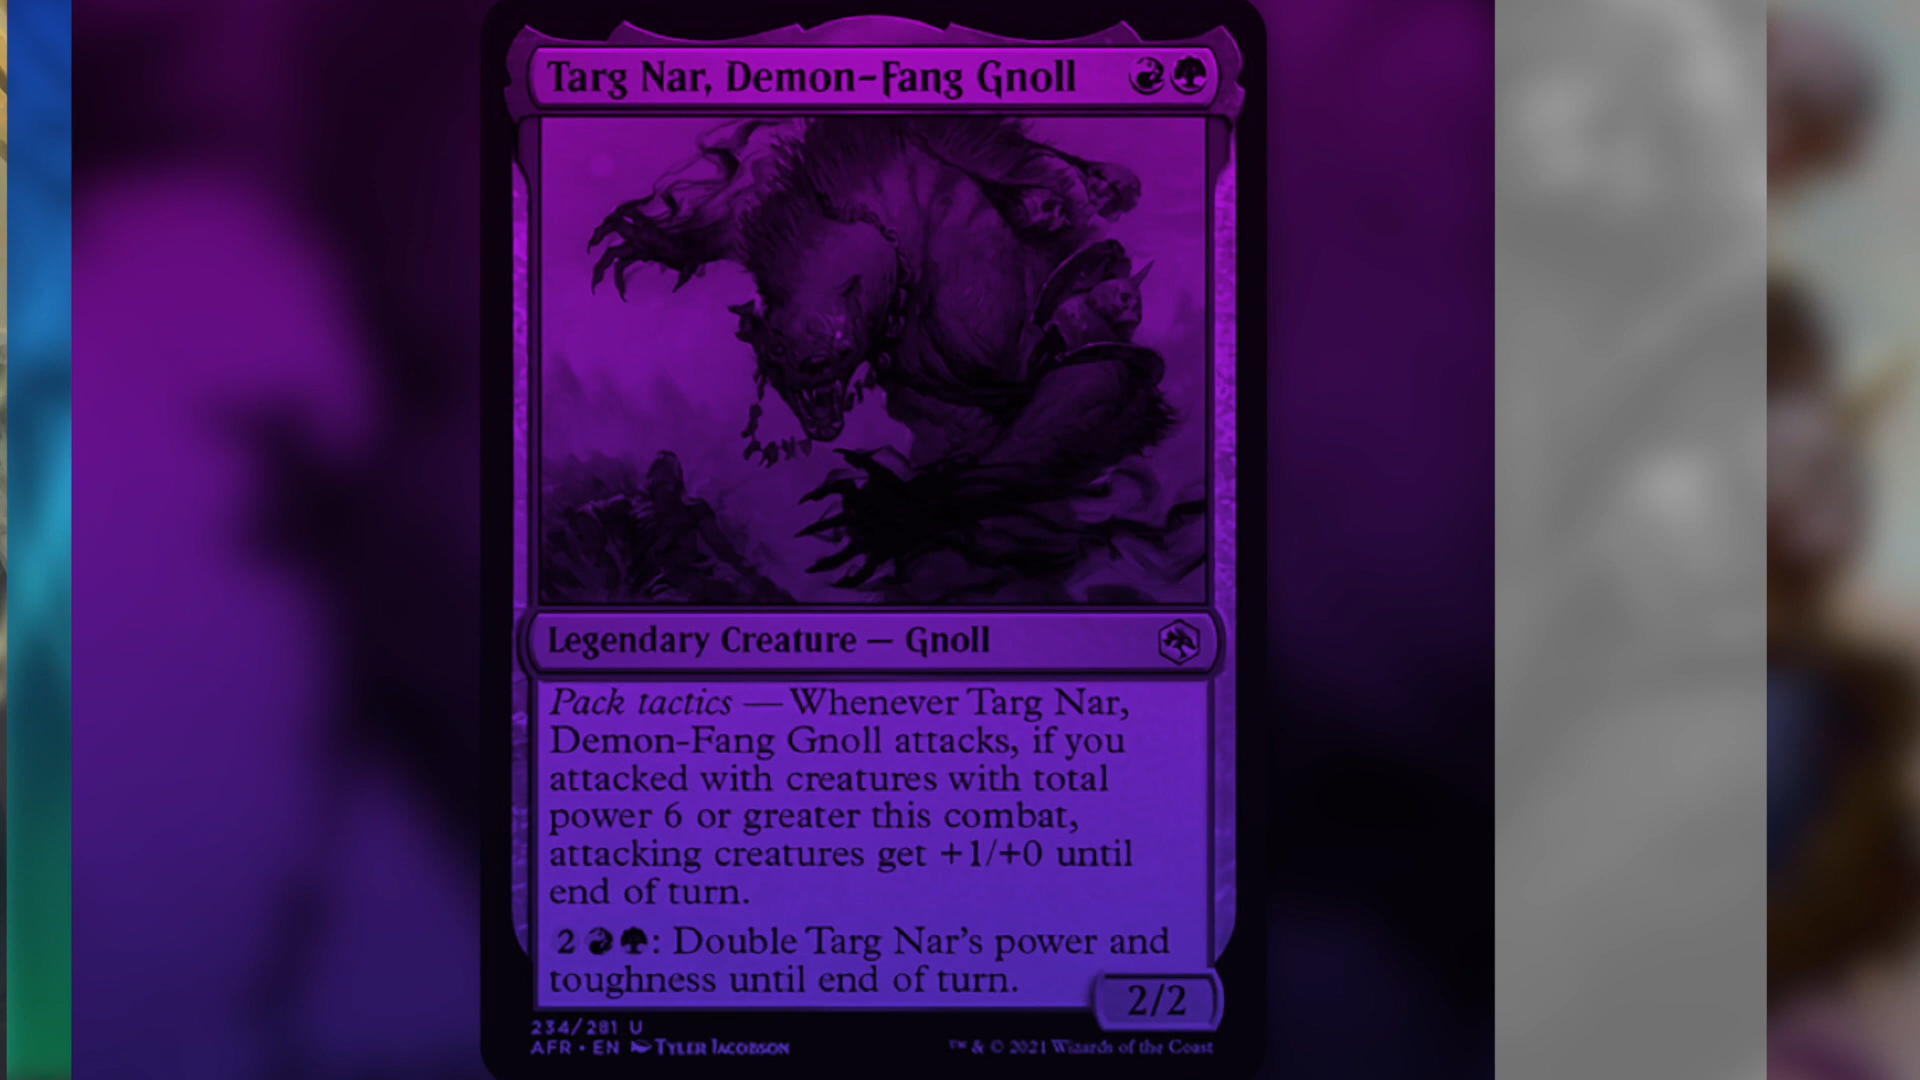 Targ Nar, Demon-Fang Gnoll
Legendary Creature — Gnoll
Pack tactics — Whenever Targ Nar,
Demon-Fang Gnoll attacks, if you
attacked with creatures with total
power 6 or greater this combat,
attacking creatures get +1/+0 until
end of turn.
2 : Double Targ Nar's power and
toughness until end of turn.
2/2
234/281 U
AFR • EN Tyler Jacobson
™ & © 2021 Wizards of the Coast